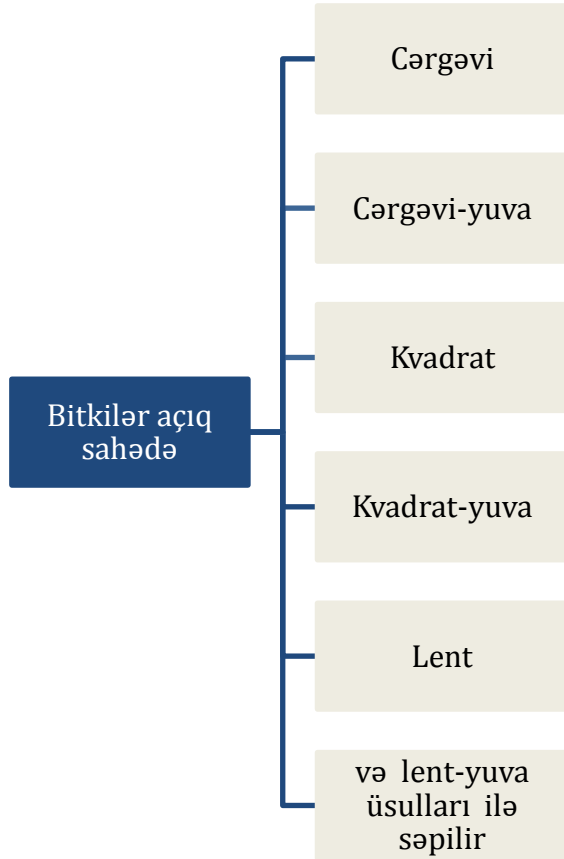 Bitkilər açıq
sahədə
Cərgəvi
Cərgəvi-yuva
Kvadrat
Kvadrat-yuva
Lent
və lent-yuva
üsulları ilə
səpilir